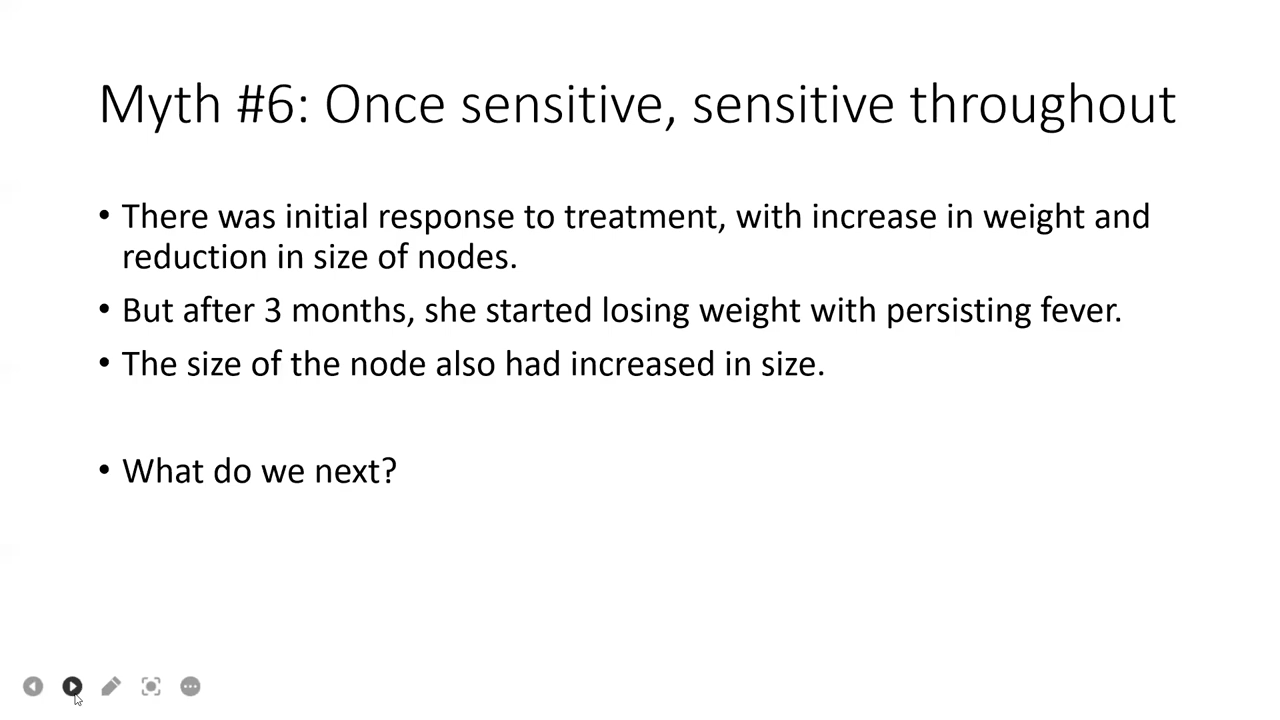 Myth #6: Once sensitive, sensitive throughout
• There was initial response to treatment, with increase in weight and
reduction in size of nodes.
• But after 3 months, she started losing weight with persisting fever.
• The size of the node also had increased in size.
• What do we next?